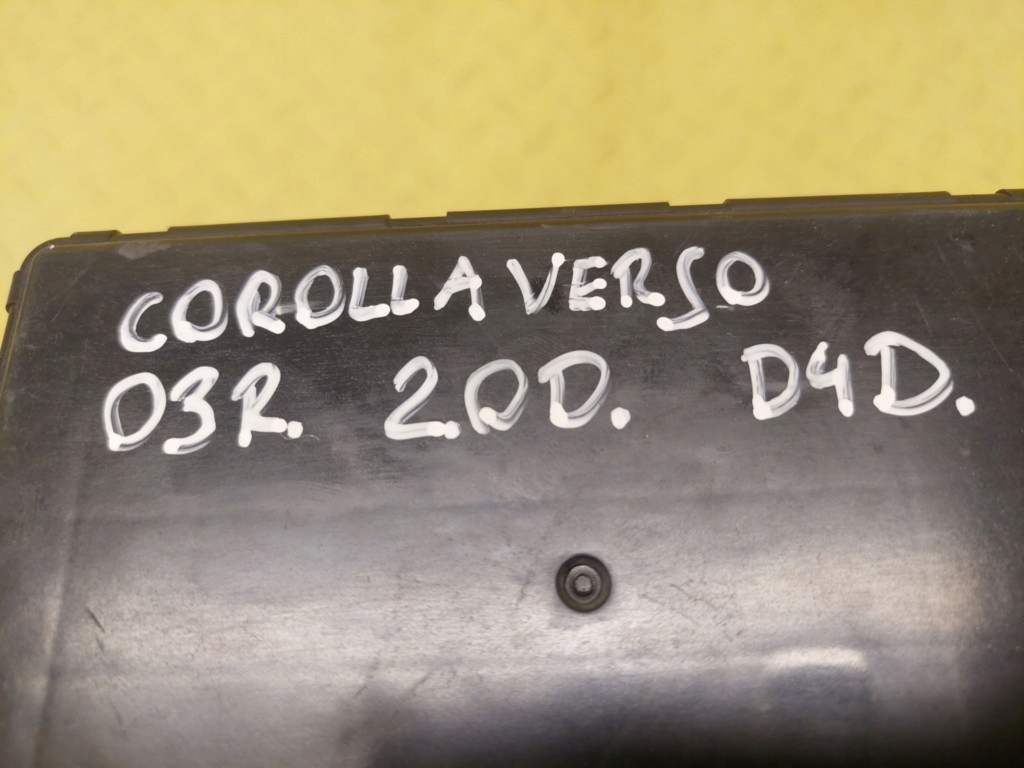 COROLLA VERSO
03R. 2.0D. D4D.